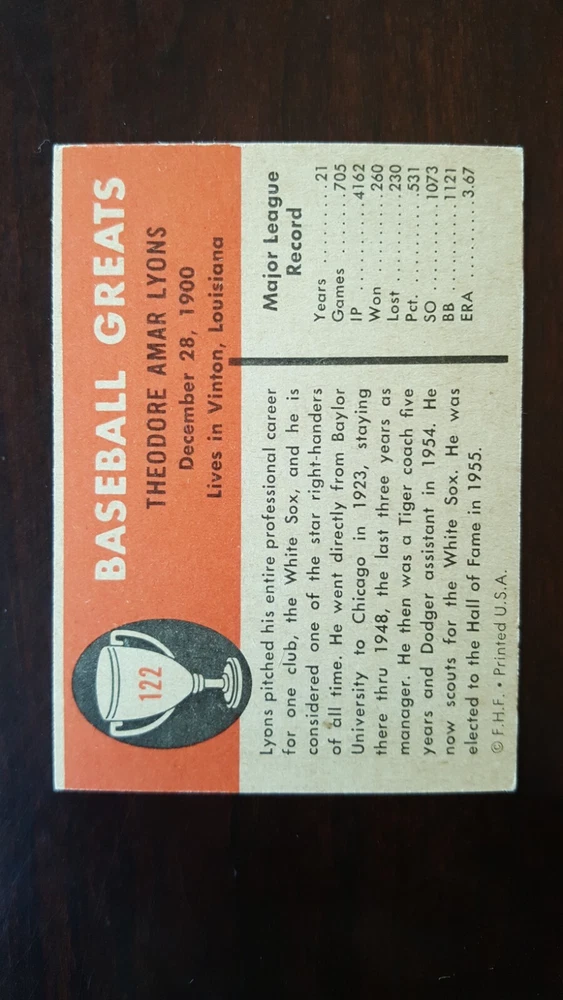 122
BASEBALL GREATS
THEODORE AMAR LYONS
December 28, 1900
Lives in Vinton, Louisiana
Lyons pitched his entire professional career
for one club, the White Sox, and he is
considered one of the star right-handers
of all time. He went directly from Baylor
University to Chicago in 1923, staying
there thru 1948, the last three years as
manager. He then was a Tiger coach five
years and Dodger assistant in 1954. He
now scouts for the White Sox. He was
elected to the Hall of Fame in 1955.
© F.H.F. • Printed U.S.A.
Major League
Record
Years ..........21
Games ........705
IP ............4162
Won ..........260
Lost ..........230
Pct. ...........531
SO ...........1073
BB ...........1121
ERA ..........3.67